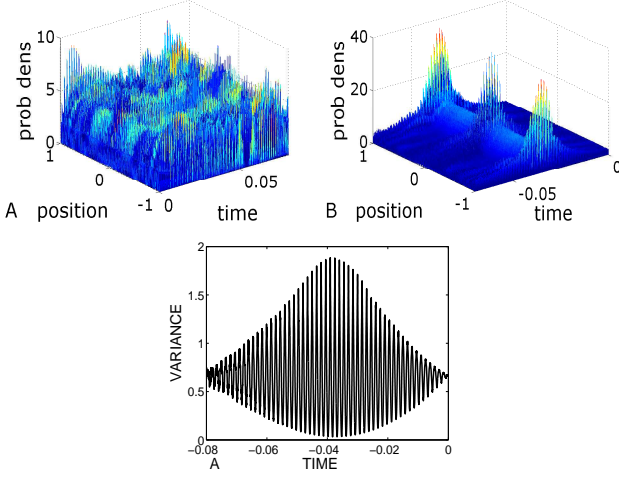 10
5
0
prob dens
1
0
-1
0
0.05
A position
time
40
20
0
prob dens
1
0
-1
-0.05
0
B position
time
2
1.5
1
0.5
0
VARIANCE
−0.08 −0.06 −0.04 −0.02 0
A TIME